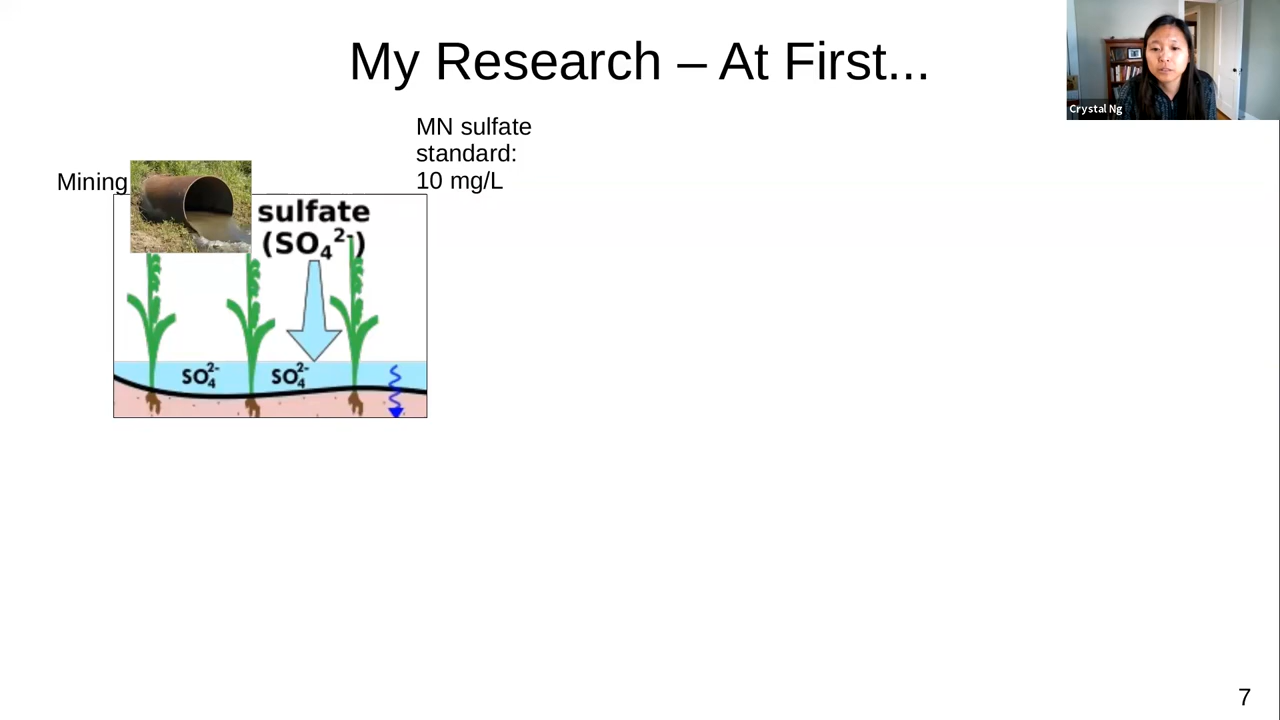 My Research – At First...
Crystal Ng
MN sulfate
standard:
10 mg/L
Mining
sulfate
(SO₄²⁻)
SO₄²⁻ SO₄²⁻
7